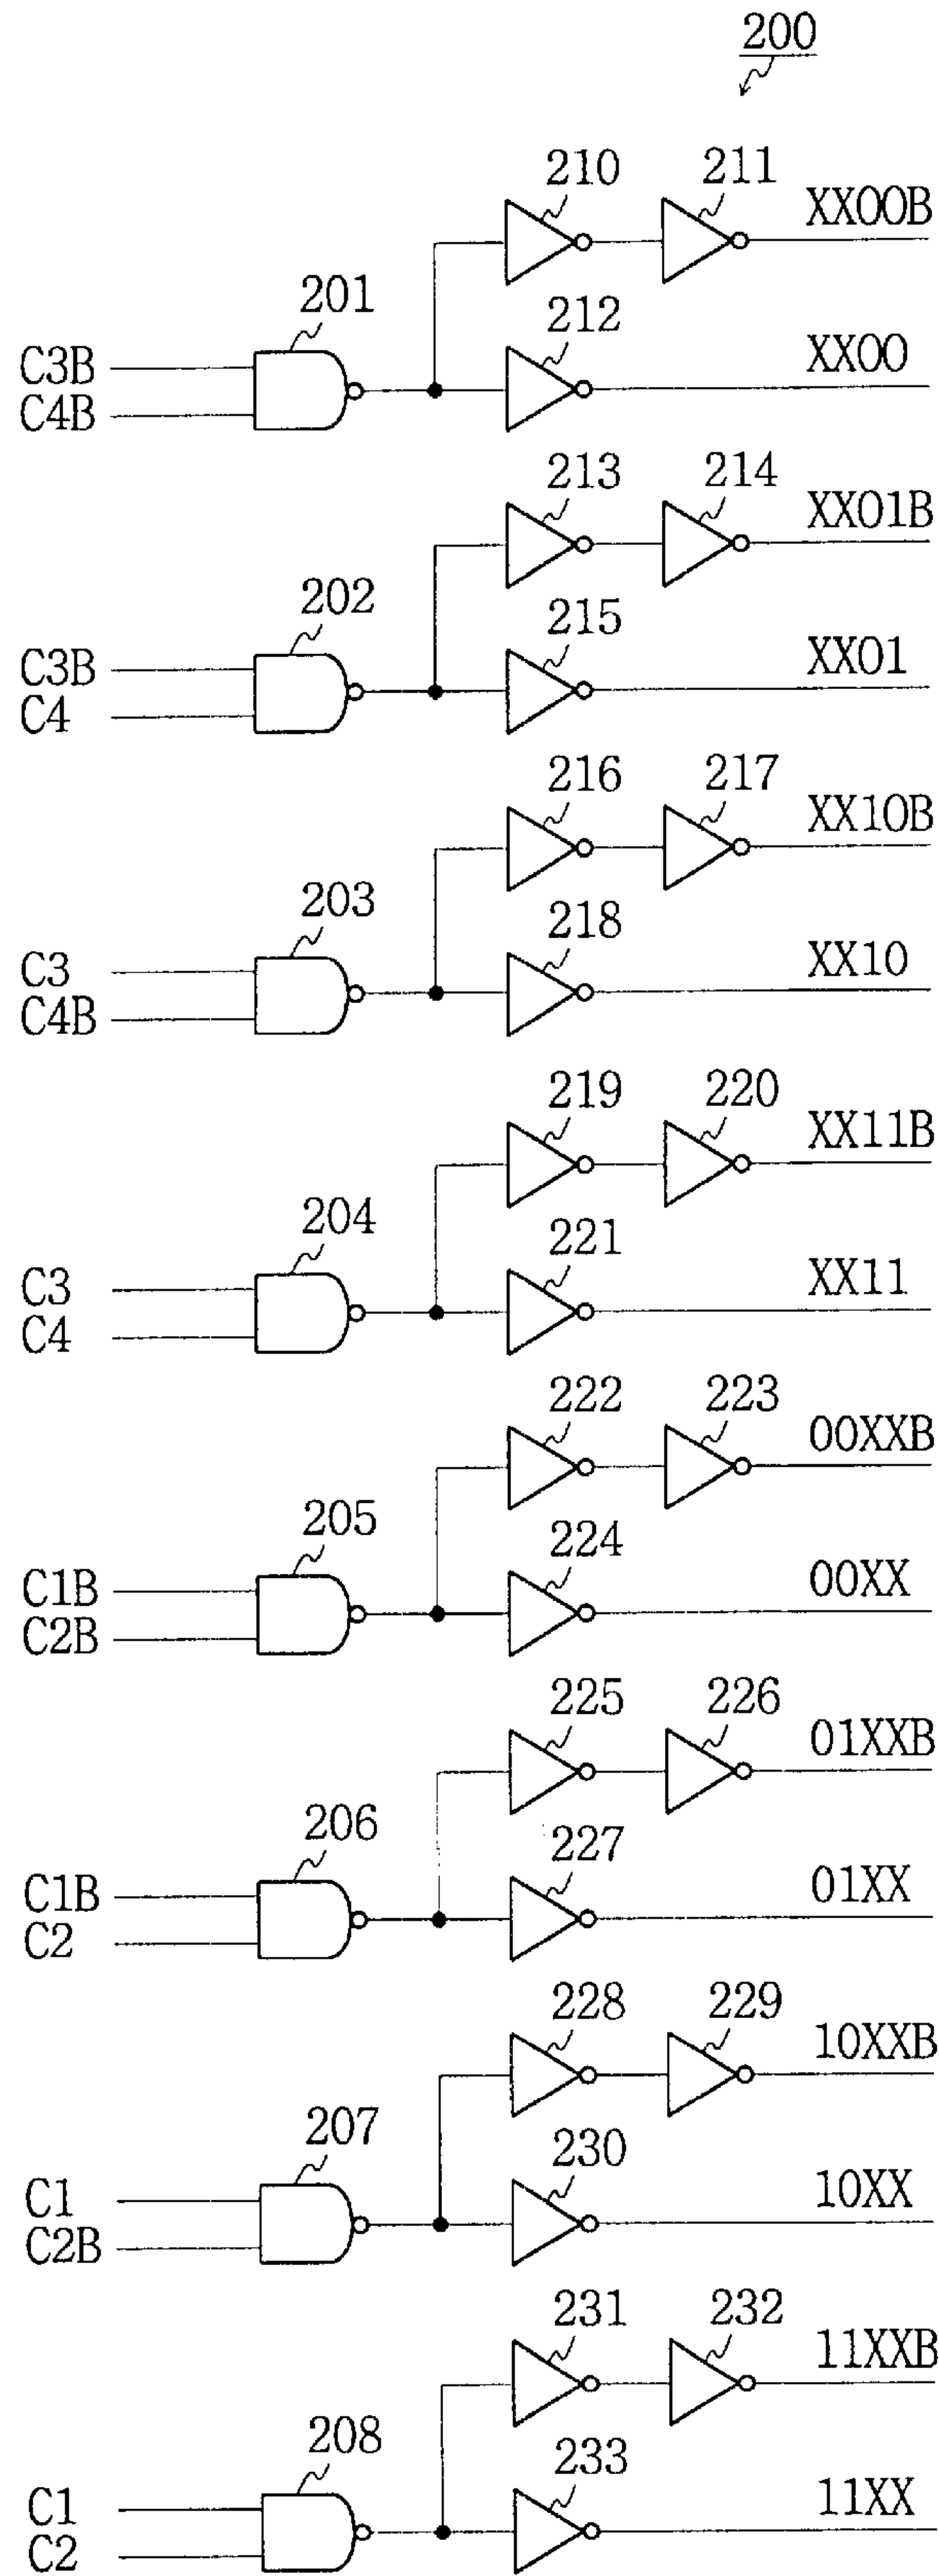 200
210
211
XX00B
201
212
XX00
C3B
C4B
213
214
XX01B
202
215
XX01
C3B
C4
216
217
XX10B
203
218
XX10
C3
C4B
219
220
XX11B
204
221
XX11
C3
C4
222
223
00XXB
205
224
00XX
C1B
C2B
225
226
01XXB
206
227
01XX
C1B
C2
228
229
10XXB
207
230
10XX
C1
C2B
231
232
11XXB
208
233
11XX
C1
C2